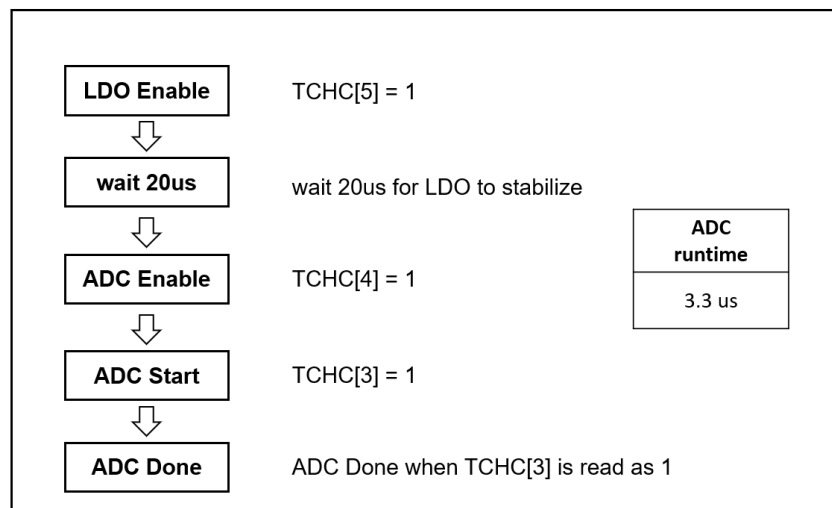 LDO Enable
TCHC[5] = 1
wait 20us
wait 20us for LDO to stabilize
ADC Enable
TCHC[4] = 1
ADC Start
TCHC[3] = 1
ADC Done
ADC Done when TCHC[3] is read as 1
ADC
runtime
3.3 us